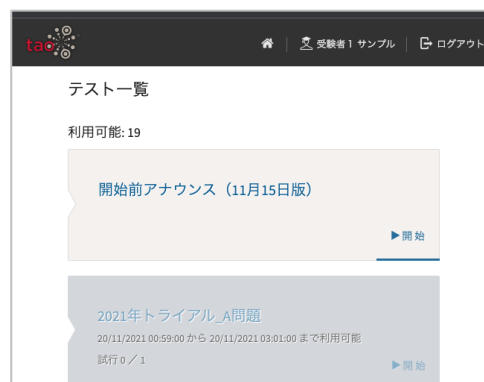 tao
受験者1 サンプル
ログアウト
テスト一覧
利用可能: 19
開始前アナウンス（11月15日版）
▶開始
2021年トライアル_A問題
20/11/2021 00:59:00 から 20/11/2021 03:01:00 まで利用可能
試行 0 ／ 1
▶開始